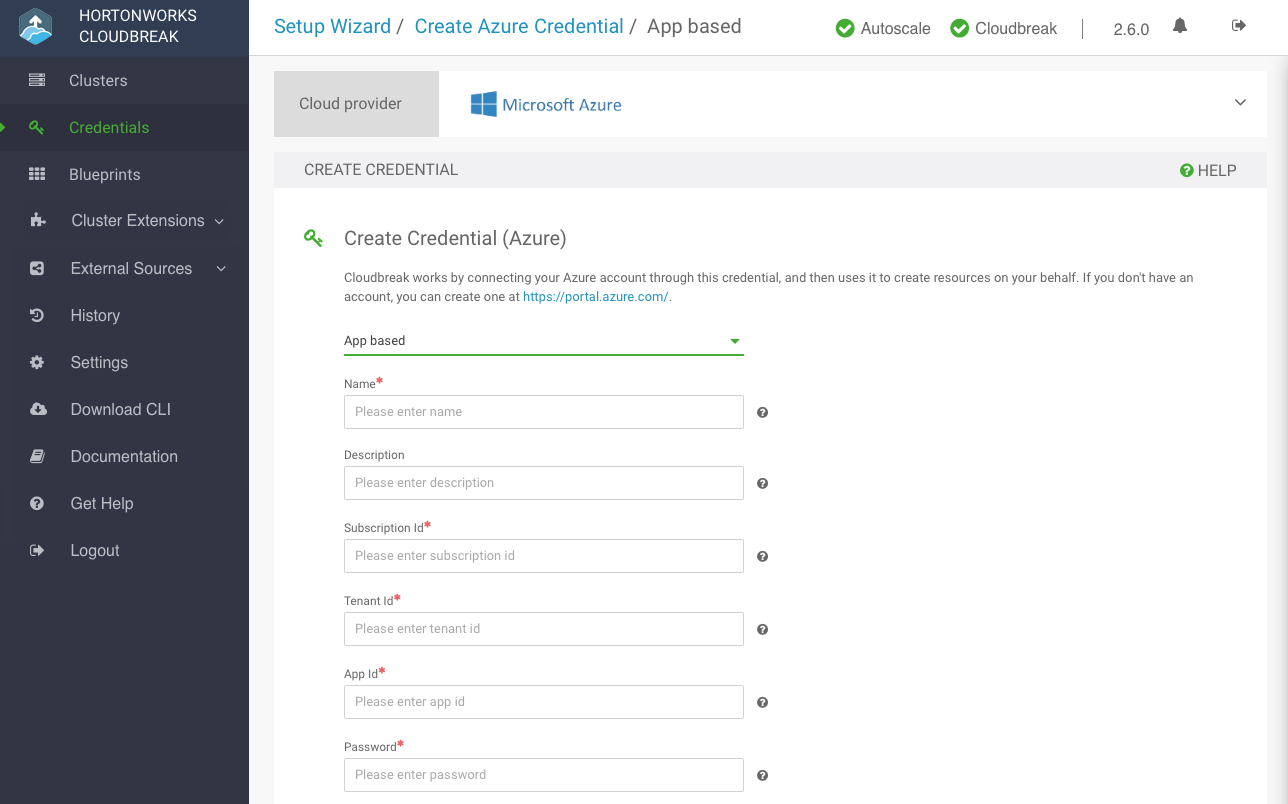 HORTONWORKS
CLOUDBREAK
Setup Wizard / Create Azure Credential / App based
Autoscale Cloudbreak 2.6.0
Clusters
Credentials
Blueprints
Cluster Extensions
External Sources
History
Settings
Download CLI
Documentation
Get Help
Logout
Cloud provider
Microsoft Azure
CREATE CREDENTIAL
HELP
Create Credential (Azure)
Cloudbreak works by connecting your Azure account through this credential, and then uses it to create resources on your behalf. If you don't have an
account, you can create one at https://portal.azure.com/.
App based
Name*
Please enter name
Description
Please enter description
Subscription Id*
Please enter subscription id
Tenant Id*
Please enter tenant id
App Id*
Please enter app id
Password*
Please enter password